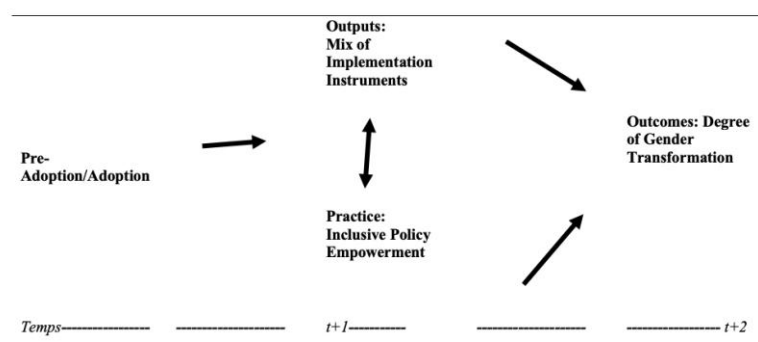 Outputs:
Mix of
Implementation
Instruments
Outcomes: Degree
of Gender
Transformation
Pre-
Adoption/Adoption
Practice:
Inclusive Policy
Empowerment
Temps----------------- --------------------- t+1----------- --------------------- ------------------ t+2